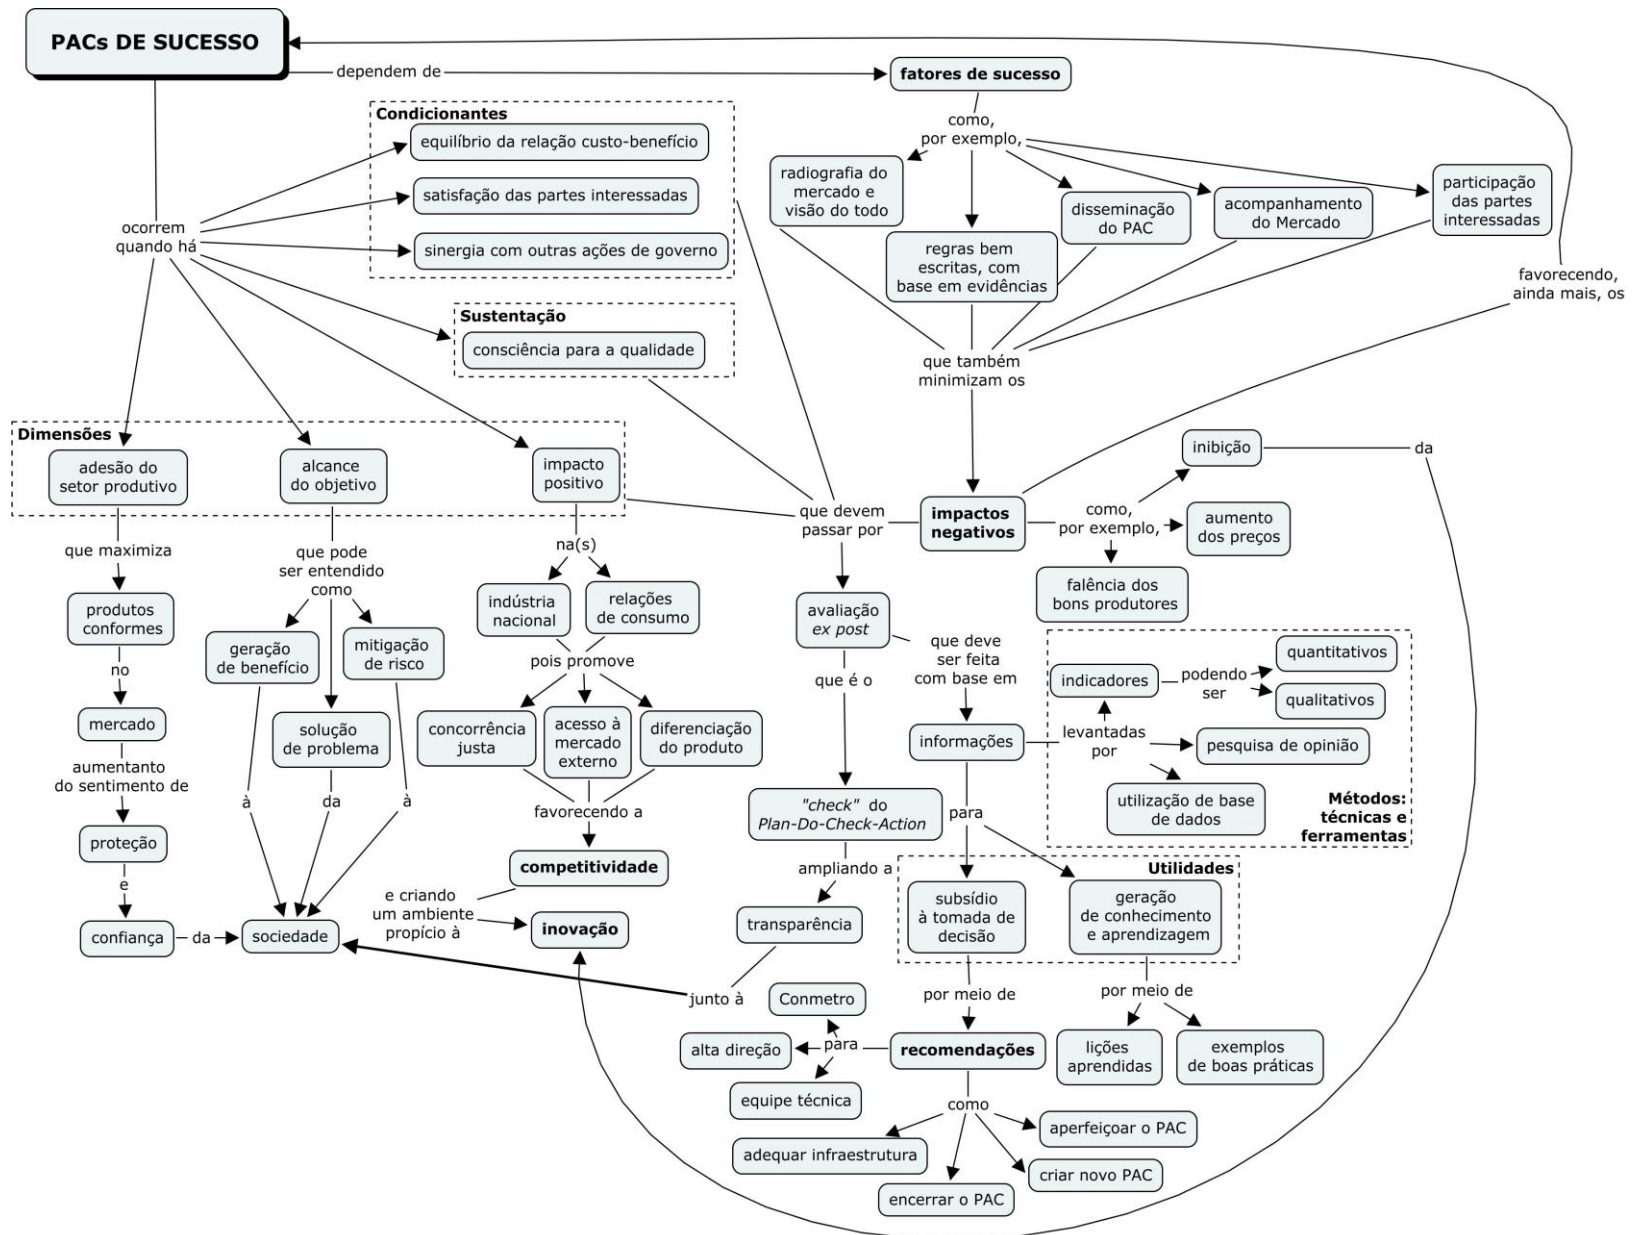 PACs DE SUCESSO
dependem de
fatores de sucesso
como,
por exemplo,
Condicionantes
equilíbrio da relação custo-benefício
satisfação das partes interessadas
sinergia com outras ações de governo
ocorrem
quando há
radiografia do
mercado e
visão do todo
regras bem
escritas, com
base em evidências
disseminação
do PAC
acompanhamento
do Mercado
participação
das partes
interessadas
favorecendo,
ainda mais, os
Sustentação
consciência para a qualidade
que também
minimizam os
Dimensões
adesão do
setor produtivo
alcance
do objetivo
impacto
positivo
que devem
passar por
impactos
negativos
como,
por exemplo,
inibição
da
aumento
dos preços
falência dos
bons produtores
que maximiza
produtos
conformes
no
mercado
aumentanto
do sentimento de
proteção
e
confiança
da
sociedade
que pode
ser entendido
como
geração
de benefício
mitigação
de risco
solução
de problema
à
da
à
na(s)
indústria
nacional
relações
de consumo
pois promove
concorrência
justa
acesso à
mercado
externo
diferenciação
do produto
favorecendo a
competitividade
e criando
um ambiente
propício à
inovação
avaliação
ex post
que é o
"check" do
Plan-Do-Check-Action
ampliando a
transparência
junto à
que deve
ser feita
com base em
informações
levantadas
por
indicadores
podendo
ser
quantitativos
qualitativos
pesquisa de opinião
utilização de base
de dados
Métodos:
técnicas e
ferramentas
para
Utilidades
subsídio
à tomada de
decisão
geração
de conhecimento
e aprendizagem
por meio de
por meio de
lições
aprendidas
exemplos
de boas práticas
recomendações
para
Conmetro
alta direção
equipe técnica
como
adequar infraestrutura
encerrar o PAC
criar novo PAC
aperfeiçoar o PAC